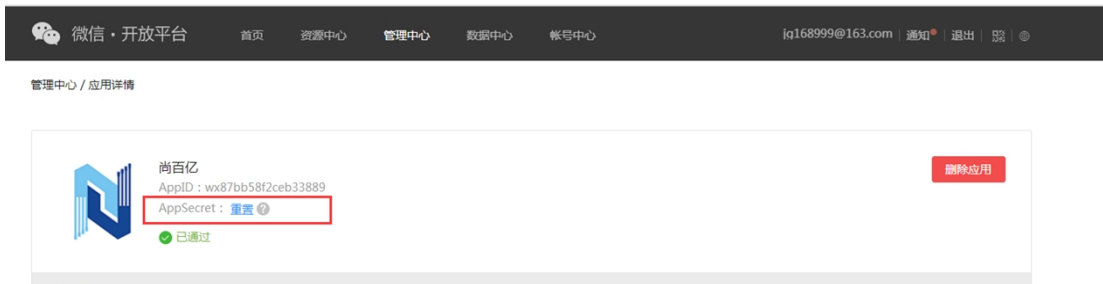 微信·开放平台 首页 资源中心 管理中心 数据中心 帐号中心 jg168999@163.com 通知 退出
管理中心 / 应用详情
尚百亿
删除应用
AppID：wx87bb58f2ceb33889
AppSecret： 重置 ?
已通过